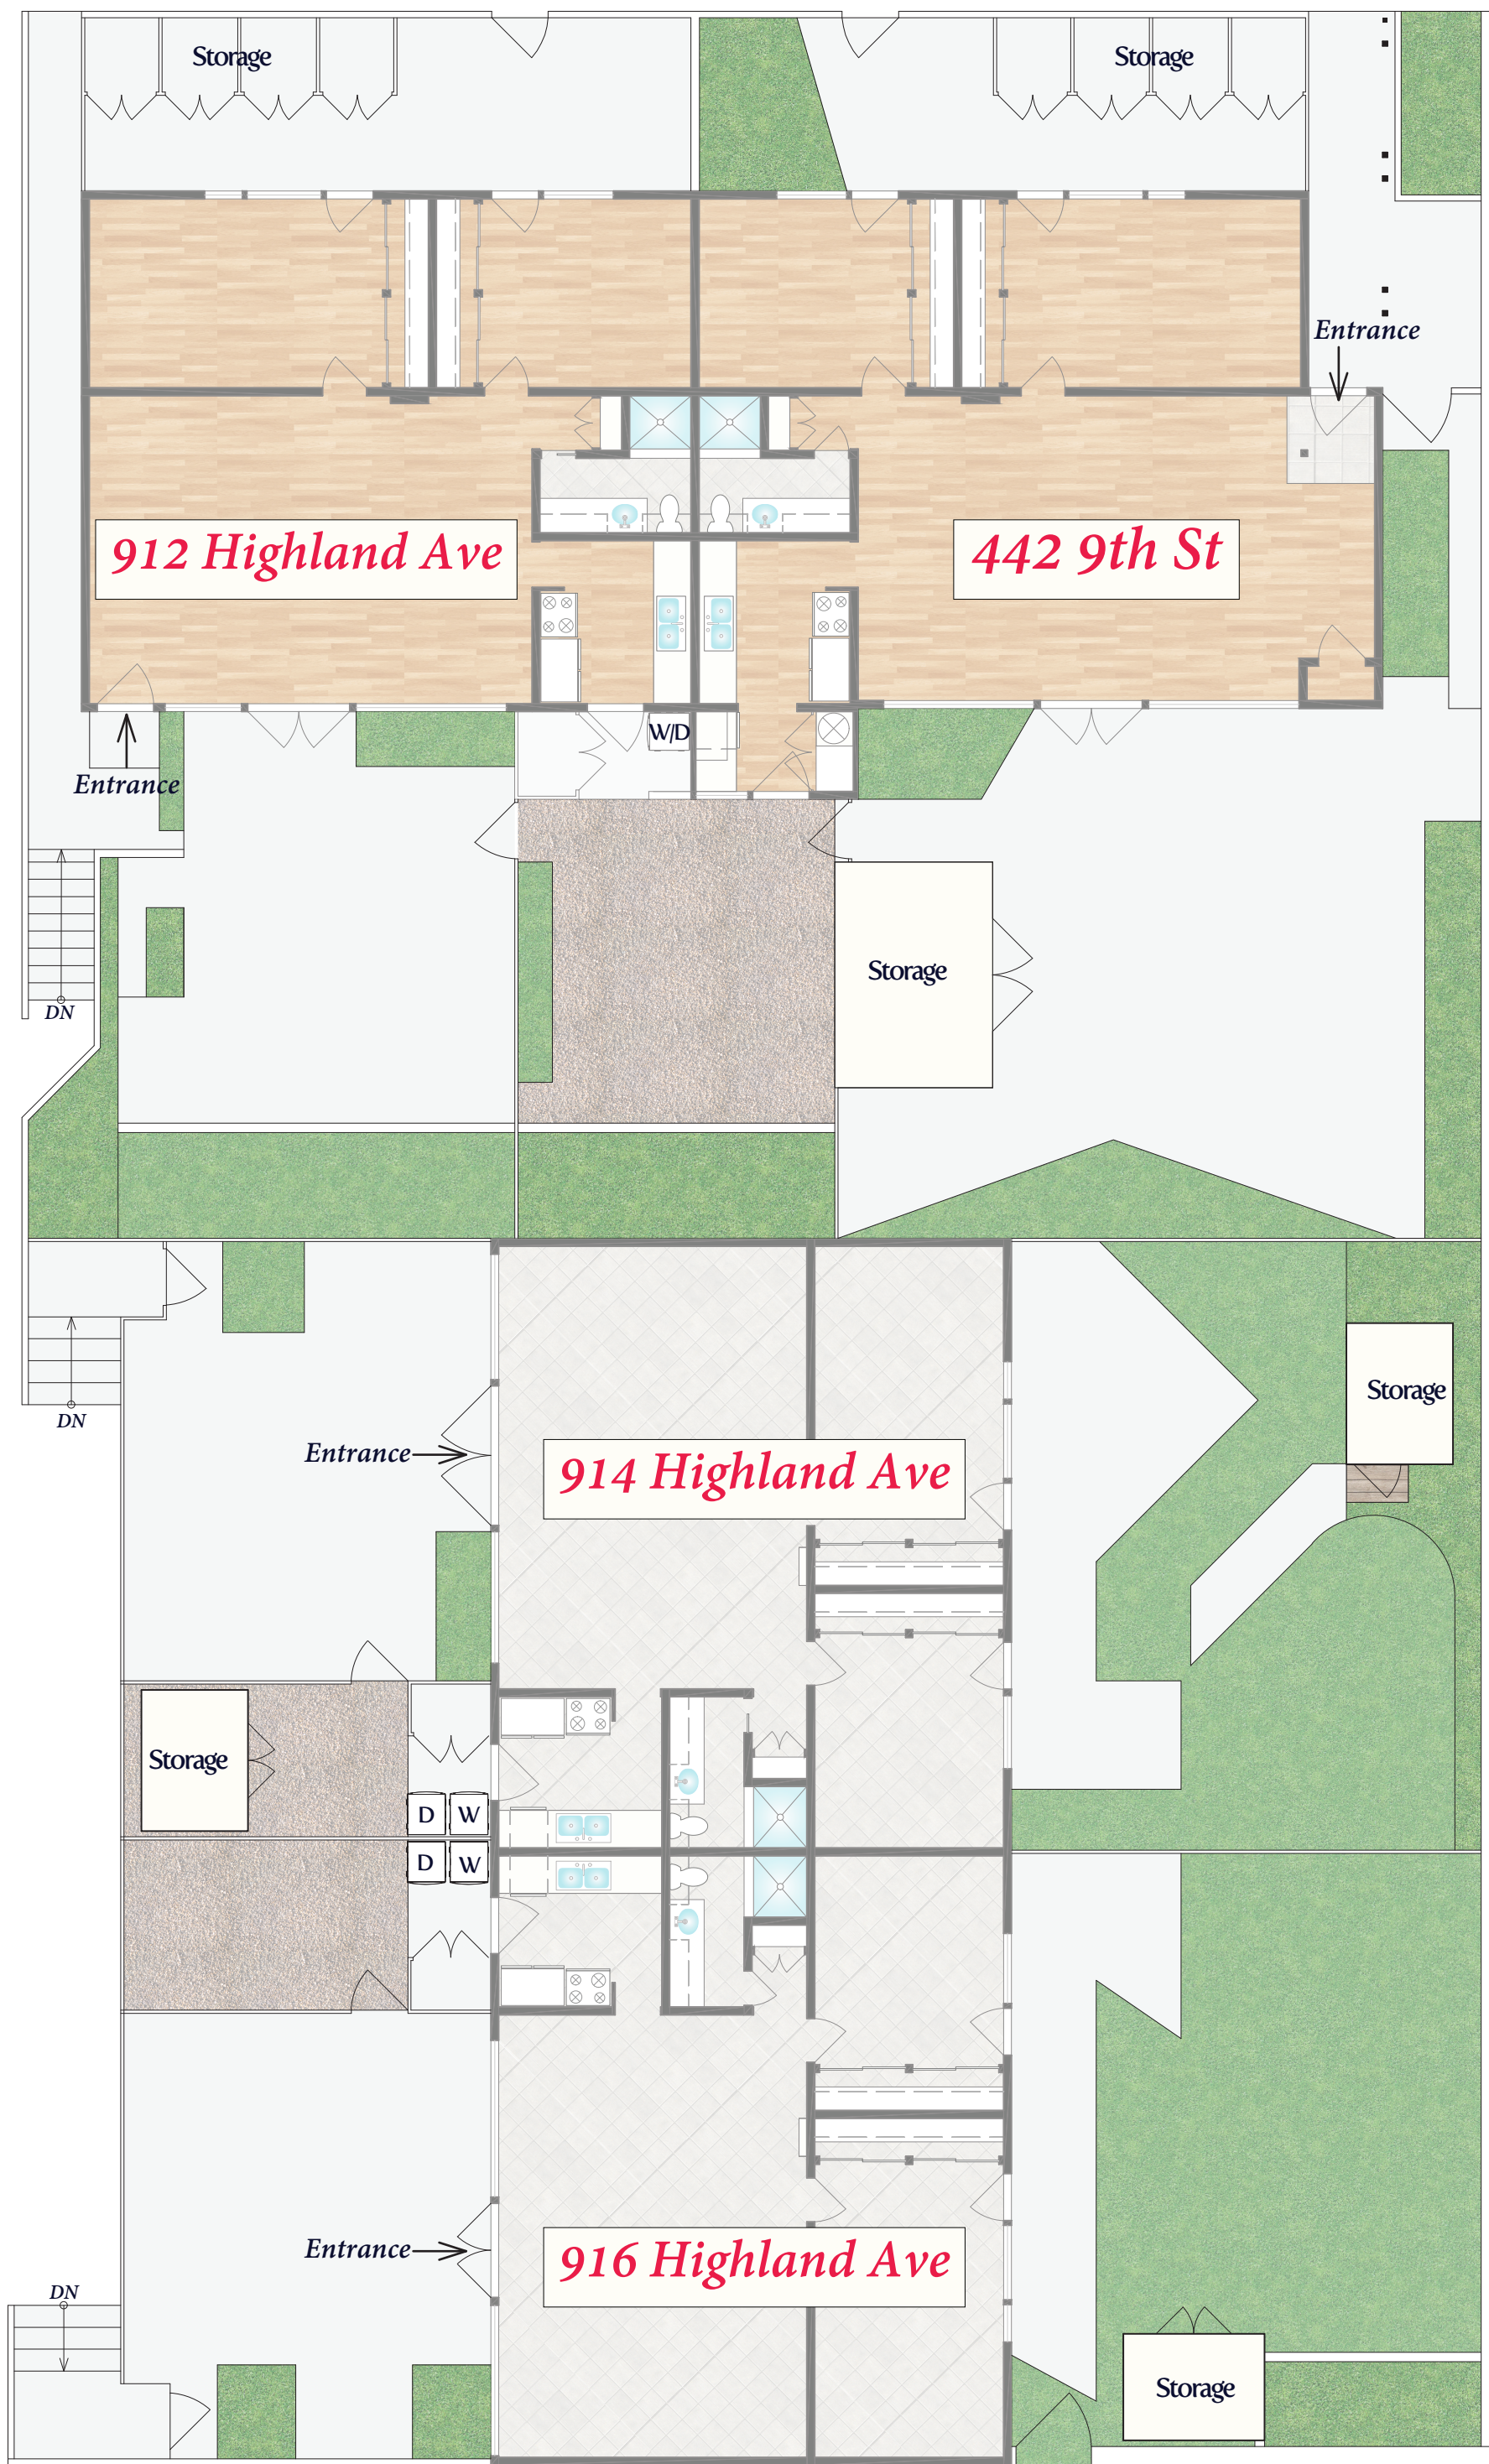 Storage
Storage
Entrance
912 Highland Ave
442 9th St
W/D
Entrance
Storage
DN
Storage
DN
Entrance
914 Highland Ave
Storage
D
W
D
W
Entrance
916 Highland Ave
DN
Storage